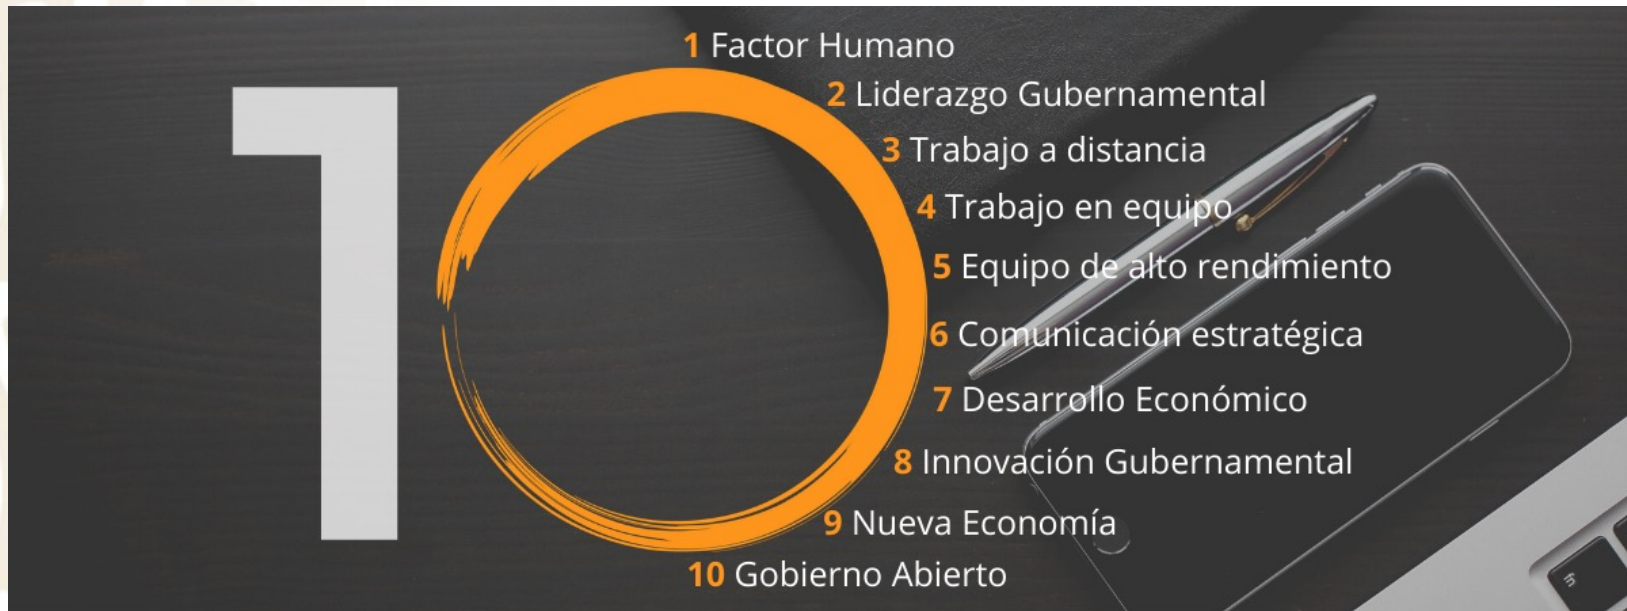 10
1 Factor Humano
2 Liderazgo Gubernamental
3 Trabajo a distancia
4 Trabajo en equipo
5 Equipo de alto rendimiento
6 Comunicación estratégica
7 Desarrollo Económico
8 Innovación Gubernamental
9 Nueva Economía
10 Gobierno Abierto